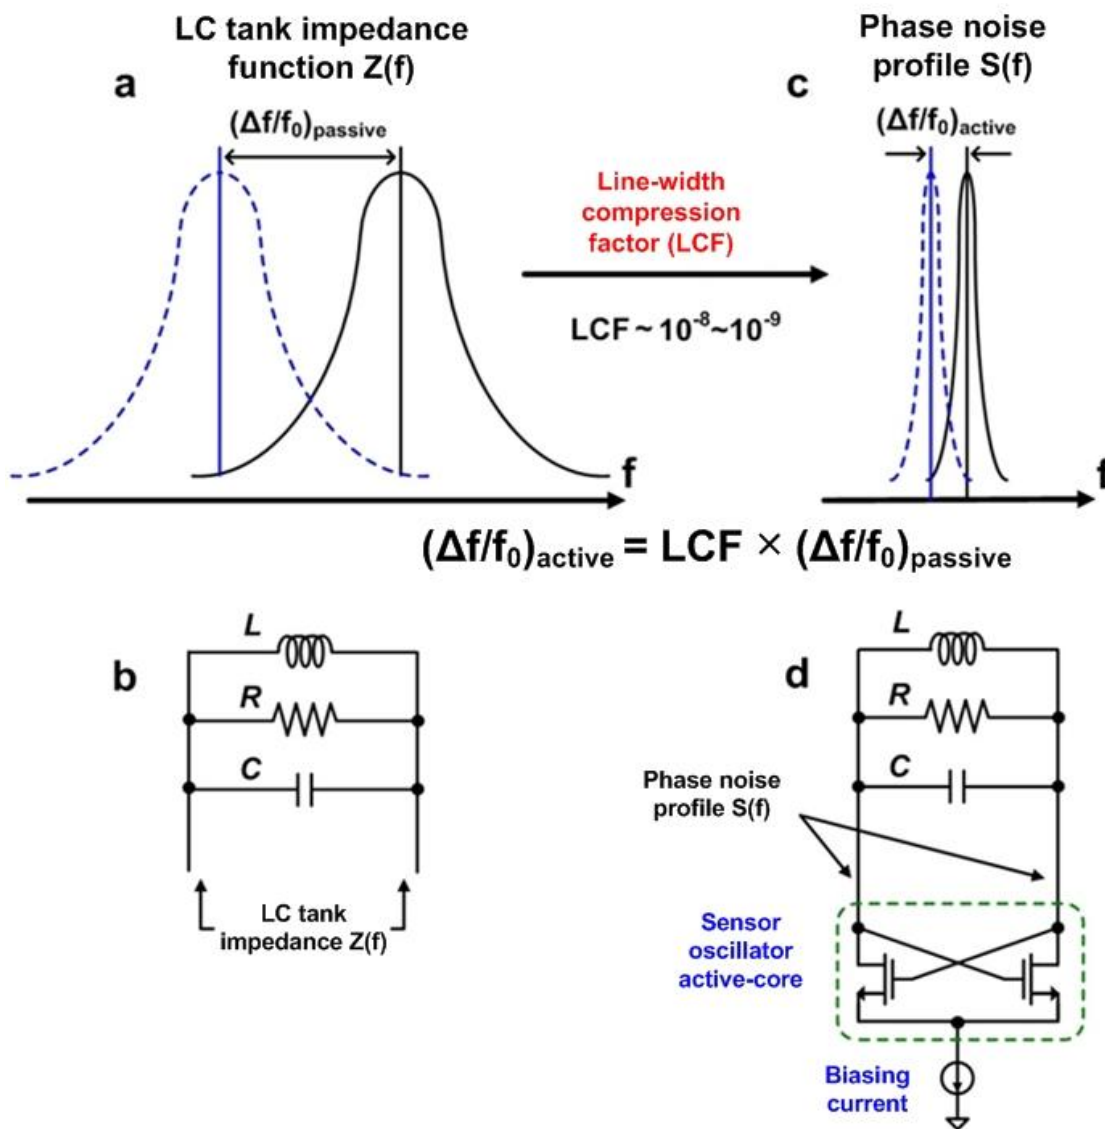 LC tank impedance
function Z(f)
Phase noise
profile S(f)
a
c
(Δf/f₀)passive
(Δf/f₀)active
Line-width
compression
factor (LCF)
LCF ~ 10⁻⁸~10⁻⁹
f
f
(Δf/f₀)active = LCF × (Δf/f₀)passive
b
L
R
C
LC tank
impedance Z(f)
d
L
R
C
Phase noise
profile S(f)
Sensor
oscillator
active-core
Biasing
current